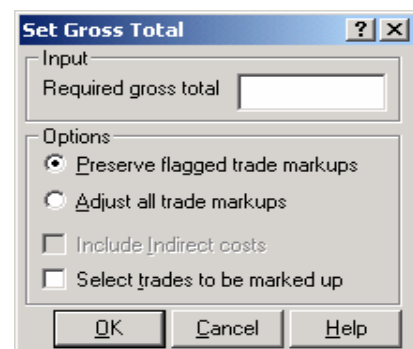 Set Gross Total ? X
Input
Required gross total
Options
Preserve flagged trade markups
Adjust all trade markups
Include Indirect costs
Select trades to be marked up
OK Cancel Help